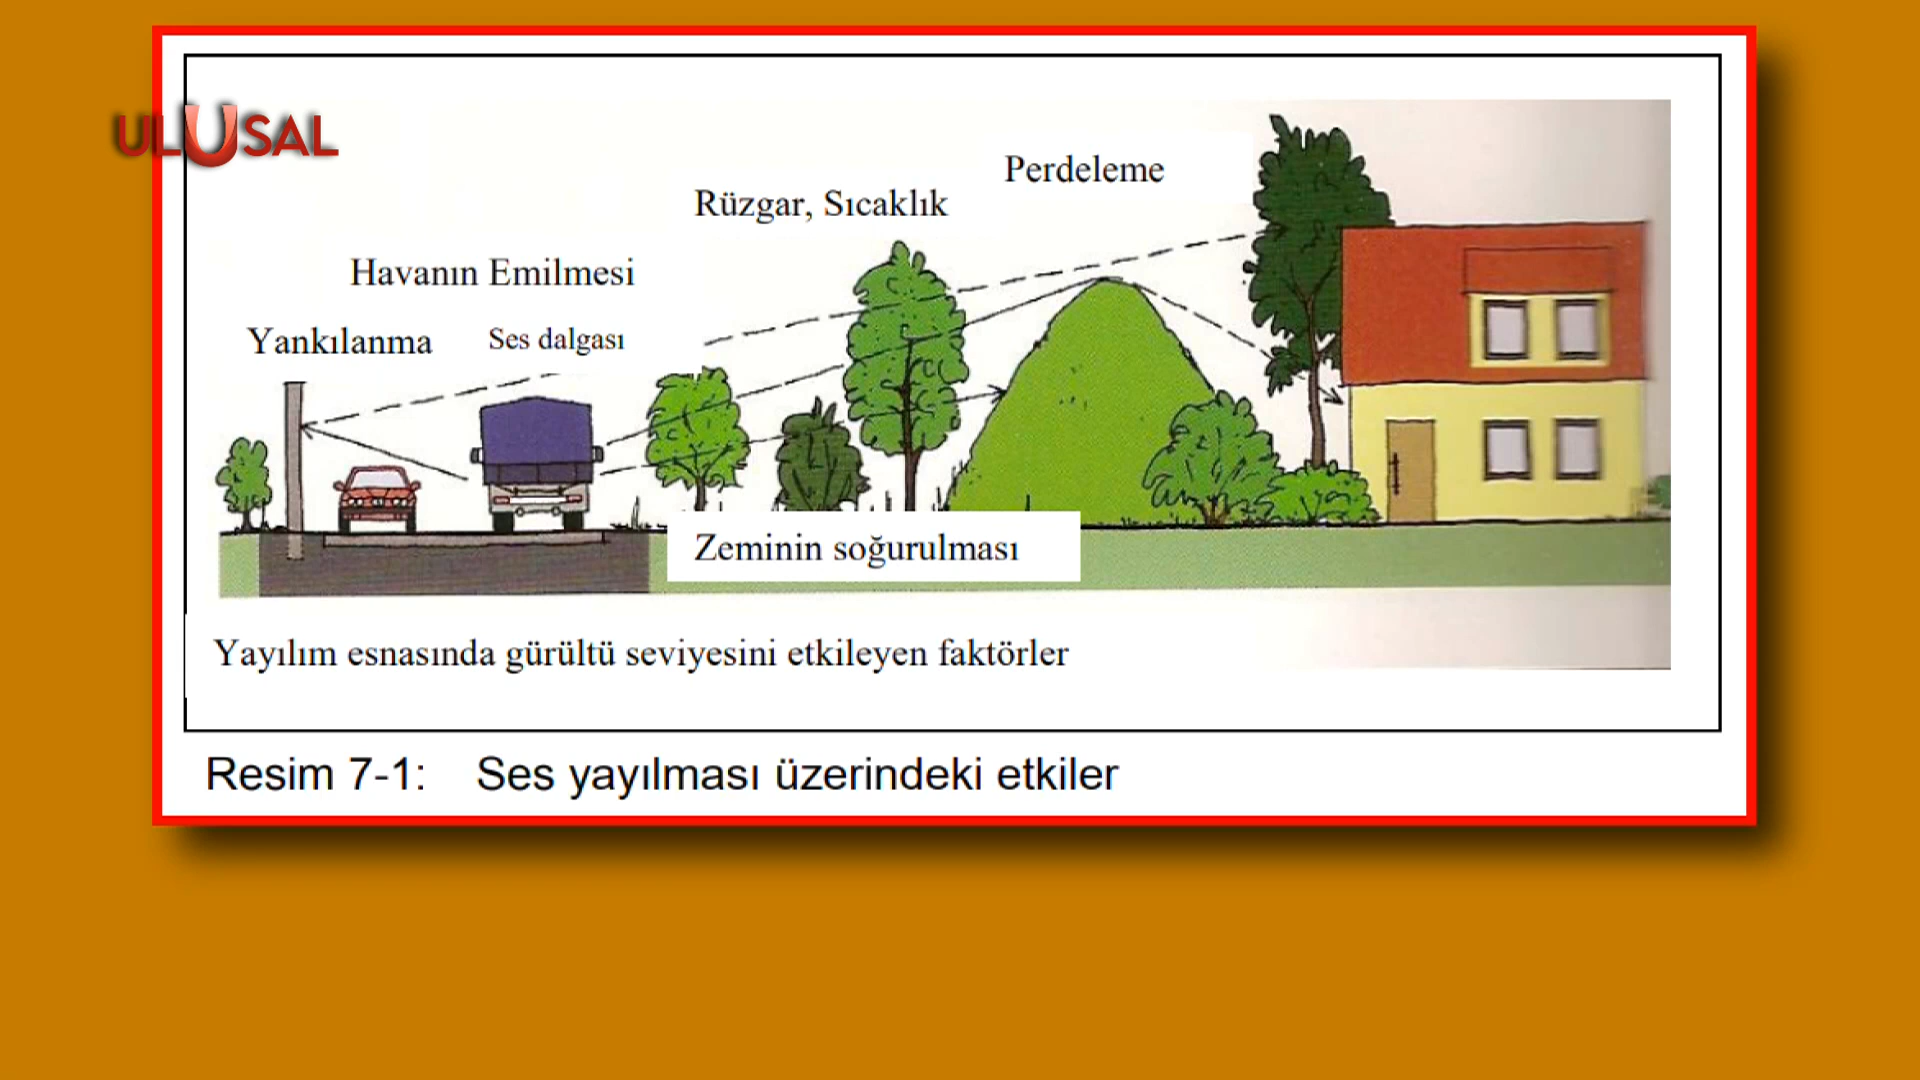 ULUSAL
Perdeleme
Rüzgar, Sıcaklık
Havanın Emilmesi
Yankılanma
Ses dalgası
Zeminin soğurulması
Yayılım esnasında gürültü seviyesini etkileyen faktörler
Resim 7-1: Ses yayılması üzerindeki etkiler